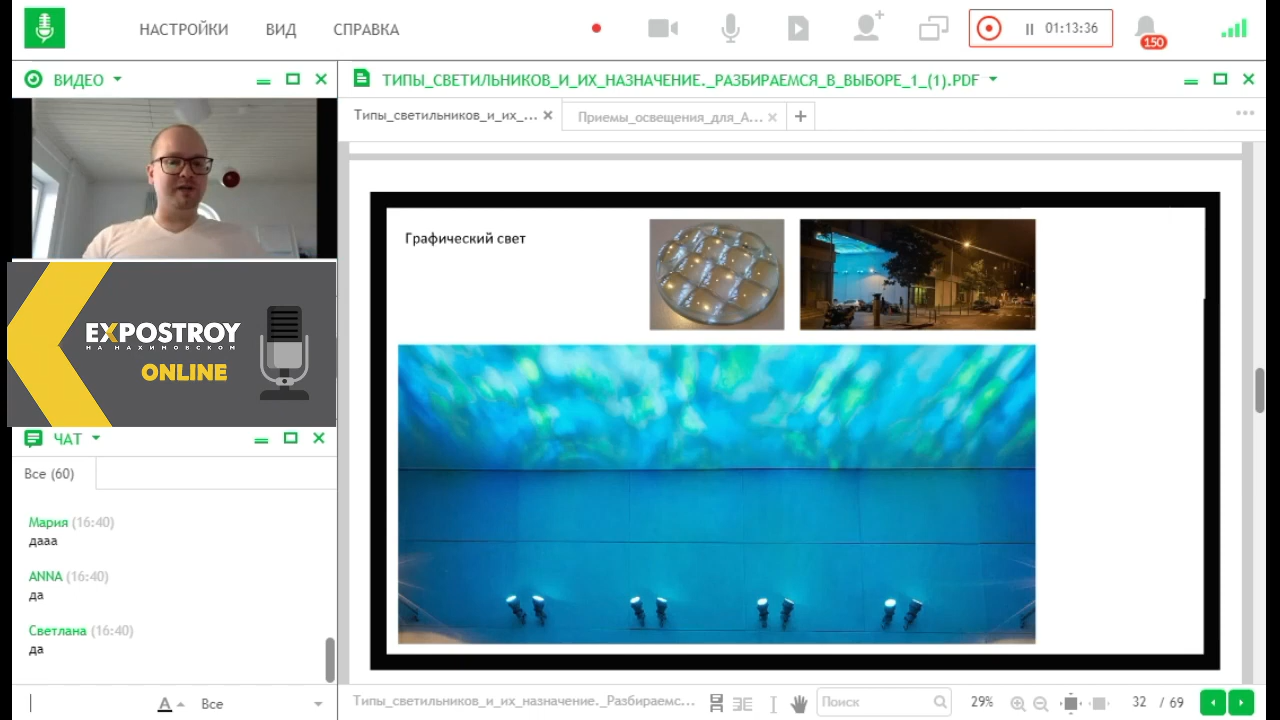 НАСТРОЙКИ ВИД СПРАВКА
01:13:36
150
ВИДЕО
ТИПЫ_СВЕТИЛЬНИКОВ_И_ИХ_НАЗНАЧЕНИЕ._РАЗБИРАЕМСЯ_В_ВЫБОРЕ_1_(1).PDF
Типы_светильников_и_их_...
Приемы_освещения_для_А...
Графический свет
EXPOSTROY
НА НАХИМОВСКОМ
ONLINE
ЧАТ
Все (60)
Мария (16:40)
дааа
ANNA (16:40)
да
Светлана (16:40)
да
A Все
Типы_светильников_и_их_назначение._Разбираемс...
Поиск
29%
32 / 69